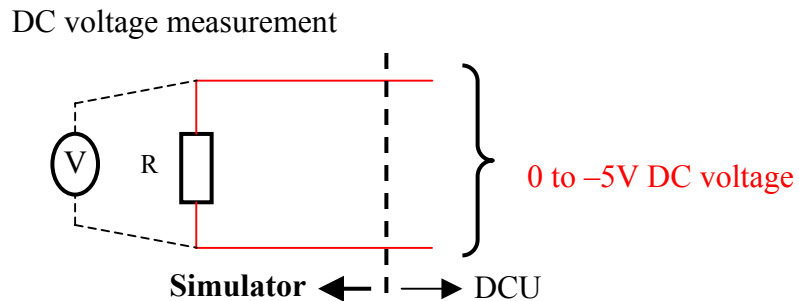 DC voltage measurement
V
R
0 to –5V DC voltage
Simulator
DCU